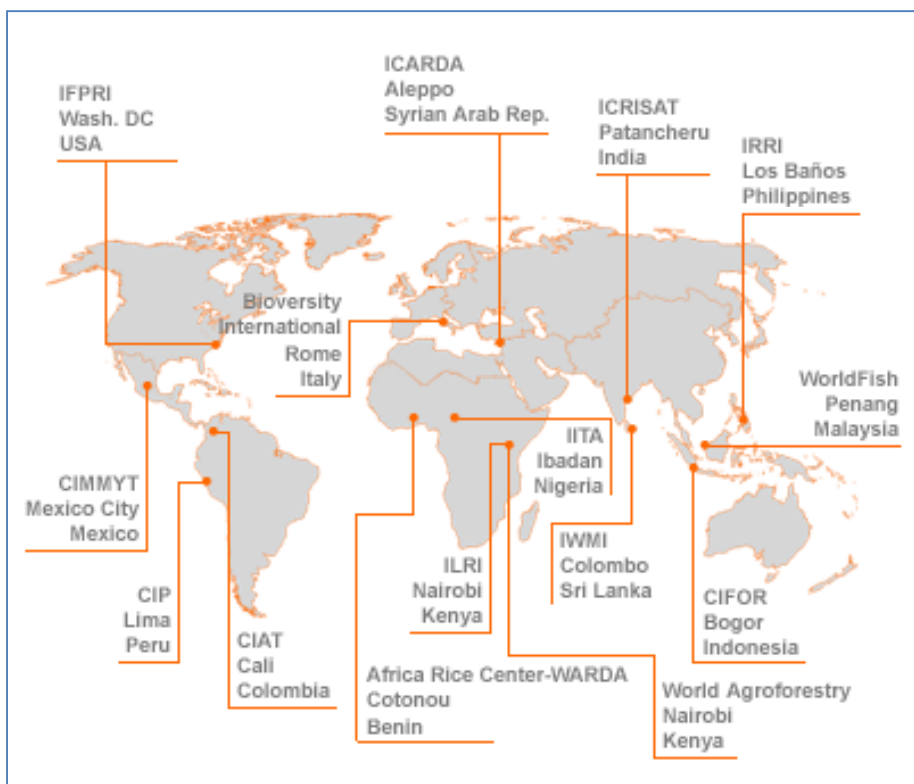 IFPRI
Wash. DC
USA
ICARDA
Aleppo
Syrian Arab Rep.
ICRISAT
Patancheru
India
IRRI
Los Baños
Philippines
Bioversity
International
Rome
Italy
WorldFish
Penang
Malaysia
CIMMYT
Mexico City
Mexico
IITA
Ibadan
Nigeria
IWMI
Colombo
Sri Lanka
ILRI
Nairobi
Kenya
CIP
Lima
Peru
CIAT
Cali
Colombia
CIFOR
Bogor
Indonesia
Africa Rice Center-WARDA
Cotonou
Benin
World Agroforestry
Nairobi
Kenya